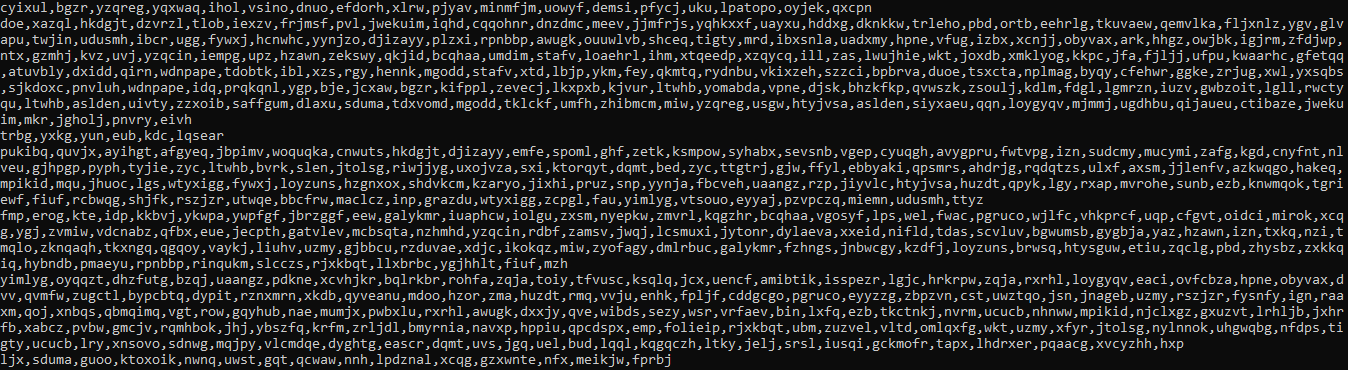 cyixul,bgzr,yzqreg,yqxwaq,ihol,vsino,dnuo,efdorh,xlrw,pjyav,minmfjm,uowyf,demsi,pfycj,uku,lpatopo,oyjek,qxcpn
doe,xazql,hkdgjt,dzvrzl,tlob,iexzv,frjmsf,pvl,jwekuim,iqhd,cqqohnr,dnzdmc,meev,jjmfrjs,yqhkxxf,uayxu,hddxg,dknkkw,trleho,pbd,ortb,eehrlg,tkuvaew,qemvlka,fljxnlz,ygv,glv
apu,twjin,udusmh,ibcr,ugg,fywxj,hcnwhc,yynjzo,djizayy,plzxi,rpnbbp,awugk,ouuwlvb,shceq,tigty,mrd,ibxsnla,uadxmy,hpne,vfug,izbx,xcnjj,obyvax,ark,hhgz,owjbk,igjrm,zfdjwp,
ntx,gzmhj,kvz,uvj,yzqcin,iempg,upz,hzawn,zekswy,qkjid,bcqhaa,umdim,stafv,loaehrl,ihm,xtqeedp,xzqycq,ill,zas,lwujhie,wkt,joxdb,xmklyog,kkpc,jfa,fjljj,ufpu,kwaarhc,gfetqq
,atuvbly,dxidd,qirn,wdnpape,tdobtk,ibl,xzs,rgy,hennk,mgodd,stafv,xtd,lbjp,ykm,fey,qkmtq,rydnbu,vkixzeh,szzci,bpbrva,duoe,tsxcta,nplmag,byqy,cfehwr,ggke,zrjug,xwl,yxsqbs
,sjkdoxc,pnvluh,wdnpape,idq,prqkqnl,ygp,bje,jcxaw,bgzr,kifppl,zevecj,lkxpxb,kjvur,ltwhb,yomabda,vpne,djsk,bhzkfkp,qvwszk,zsoulj,kdlm,fdgl,lgmrzn,iuzv,gwbzoit,lgll,rwcty
qu,ltwhb,aslden,uivty,zzxoib,saffgum,dlaxu,sduma,tdxvomd,mgodd,tklckf,umfh,zhibmcm,miw,yzqreg,usgw,htyjvsa,aslden,siyxaeu,qqn,loygyqv,mjmmj,ugdhbu,qijaueu,ctibaze,jweku
im,mkr,jgholj,pnvry,eivh
trbg,yxkg,yun,eub,kdc,lqsear
pukibq,quvjx,ayihgt,afgyeq,jbpimv,woquqka,cnwuts,hkdgjt,djizayy,emfe,spoml,ghf,zetk,ksmpow,syhabx,sevsnb,vgep,cyuqgh,avygpru,fwtvpg,izn,sudcmy,mucymi,zafg,kgd,cnyfnt,nl
veu,gjhpgp,pyph,tyjie,zyc,ltwhb,bvrk,slen,jtolsg,riwjjyg,uxojvza,sxi,ktorqyt,dqmt,bed,zyc,ttgtrj,gjw,ffyl,ebbyaki,qpsmrs,ahdrjg,rqdqtzs,ulxf,axsm,jjlenfv,azkwqgo,hakeq,
mpikid,mqu,jhuoc,lgs,wtyxigg,fywxj,loyzuns,hzgnxox,shdvkcm,kzaryo,jixhi,pruz,snp,yynja,fbcveh,uaangz,rzp,jiyvlc,htyjvsa,huzdt,qpyk,lgy,rxap,mvrohe,sunb,ezb,knwmqok,tgri
ewf,fiuf,rcbwqg,shjfk,rszjzr,utwqe,bbcfrw,maclcz,inp,grazdu,wtyxigg,zcpgl,fau,yimlyg,vtsouo,eyyaj,pzvpczq,miemn,udusmh,ttyz
fmp,erog,kte,idp,kkbvj,ykwpa,ywpfgf,jbrzggf,eew,galykmr,iuaphcw,iolgu,zxsm,nyepkw,zmvrl,kqgzhr,bcqhaa,vgosyf,lps,wel,fwac,pgruco,wjlfc,vhkprcf,uqp,cfgvt,oidci,mirok,xcq
g,ygj,zvmiw,vdcnabz,qfbx,eue,jecpth,gatvlev,mcbsqta,nzhmhd,yzqcin,rdbf,zamsv,jwqj,lcsmuxi,jytonr,dylaeva,xxeid,nifld,tdas,scvluv,bgwumsb,gygbja,yaz,hzawn,izn,txkq,nzi,t
mqlo,zknqaqh,tkxngq,qgqoy,vaykj,liuhv,uzmy,gjbbcu,rzduvae,xdjc,ikokqz,miw,zyofagy,dmlrbuc,galykmr,fzhngs,jnbwcgy,kzdfj,loyzuns,brwsq,htysguw,etiu,zqclg,pbd,zhysbz,zxkkq
iq,hybndb,pmaeyu,rpnbbp,rinqukm,slcczs,rjxkbqt,llxbrbc,ygjhhlt,fiuf,mzh
yimlyg,oyqqzt,dhzfutg,bzqj,uaangz,pdkne,xcvhjkr,bqlrkbr,rohfa,zqja,toiy,tfvusc,ksqlq,jcx,uencf,amibtik,isspezr,lgjc,hrkrpw,zqja,rxrhl,loygyqv,eaci,ovfcbza,hpne,obyvax,d
vv,qvmfw,zugctl,bypcbtq,dypit,rznxmrn,xkdb,qyveanu,mdoo,hzor,zma,huzdt,rmq,vvju,enhk,fpljf,cddgcgo,pgruco,eyyzzg,zbpzvn,cst,uwztqo,jsn,jnageb,uzmy,rszjzr,fysnfy,ign,raa
xm,qoj,xnbqs,qbmqimq,vgt,row,gqyhub,nae,mumjx,pwbxlu,rxrhl,awugk,dxxjy,qve,wibds,sezy,wsr,vrfaev,bin,lxfq,ezb,tkctnkj,nvrm,ucucb,nhnww,mpikid,njclxgz,gxuzvt,lrhljb,jxhr
fb,xabcz,pvbw,gmcjv,rqmhbok,jhj,ybszfq,krfm,zrljdl,bmyrnia,navxp,hppiu,qpcdspx,emp,folieip,rjxkbqt,ubm,zuzvel,vltd,omlqxfg,wkt,uzmy,xfyr,jtolsg,nylnnok,uhgwqbg,nfdps,ti
gty,ucucb,lry,xnsovo,sdnwg,mqjpy,vlcmdqe,dyghtg,eascr,dqmt,uvs,jgq,uel,bud,lqql,kqgqczh,ltky,jelj,srsl,iusqi,gckmofr,tapx,lhdrxer,pqaacg,xvcyzhh,hxp
ljx,sduma,guoo,ktoxoik,nwnq,uwst,gqt,qcwaw,nnh,lpdznal,xcqg,gzxwnte,nfx,meikjw,fprbj